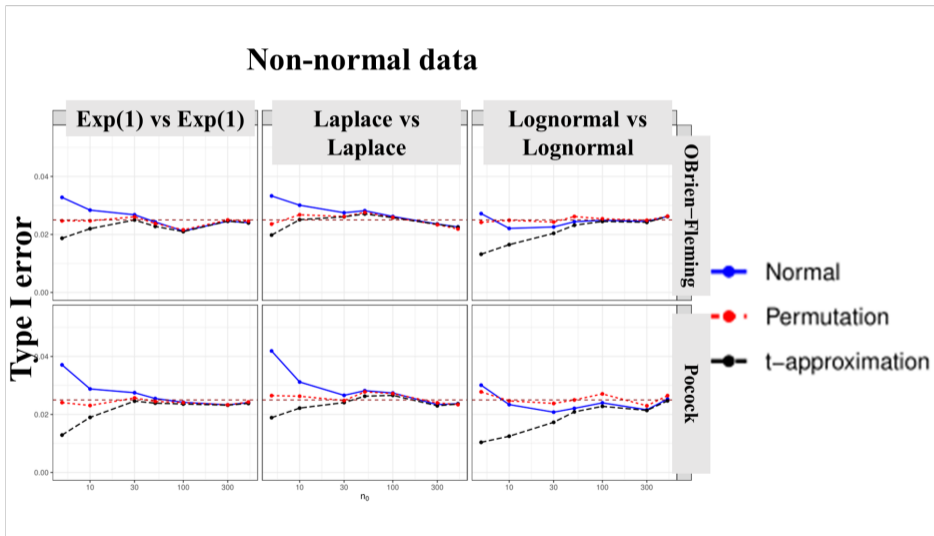 Non-normal data
Exp(1) vs Exp(1)
Laplace vs
Laplace
Lognormal vs
Lognormal
OBrien−Fleming
Pocock
Type I error
0.04
0.02
0.00
0.04
0.02
0.00
10 30 100 300
10 30 100 300
10 30 100 300
n₀
Normal
Permutation
t−approximation